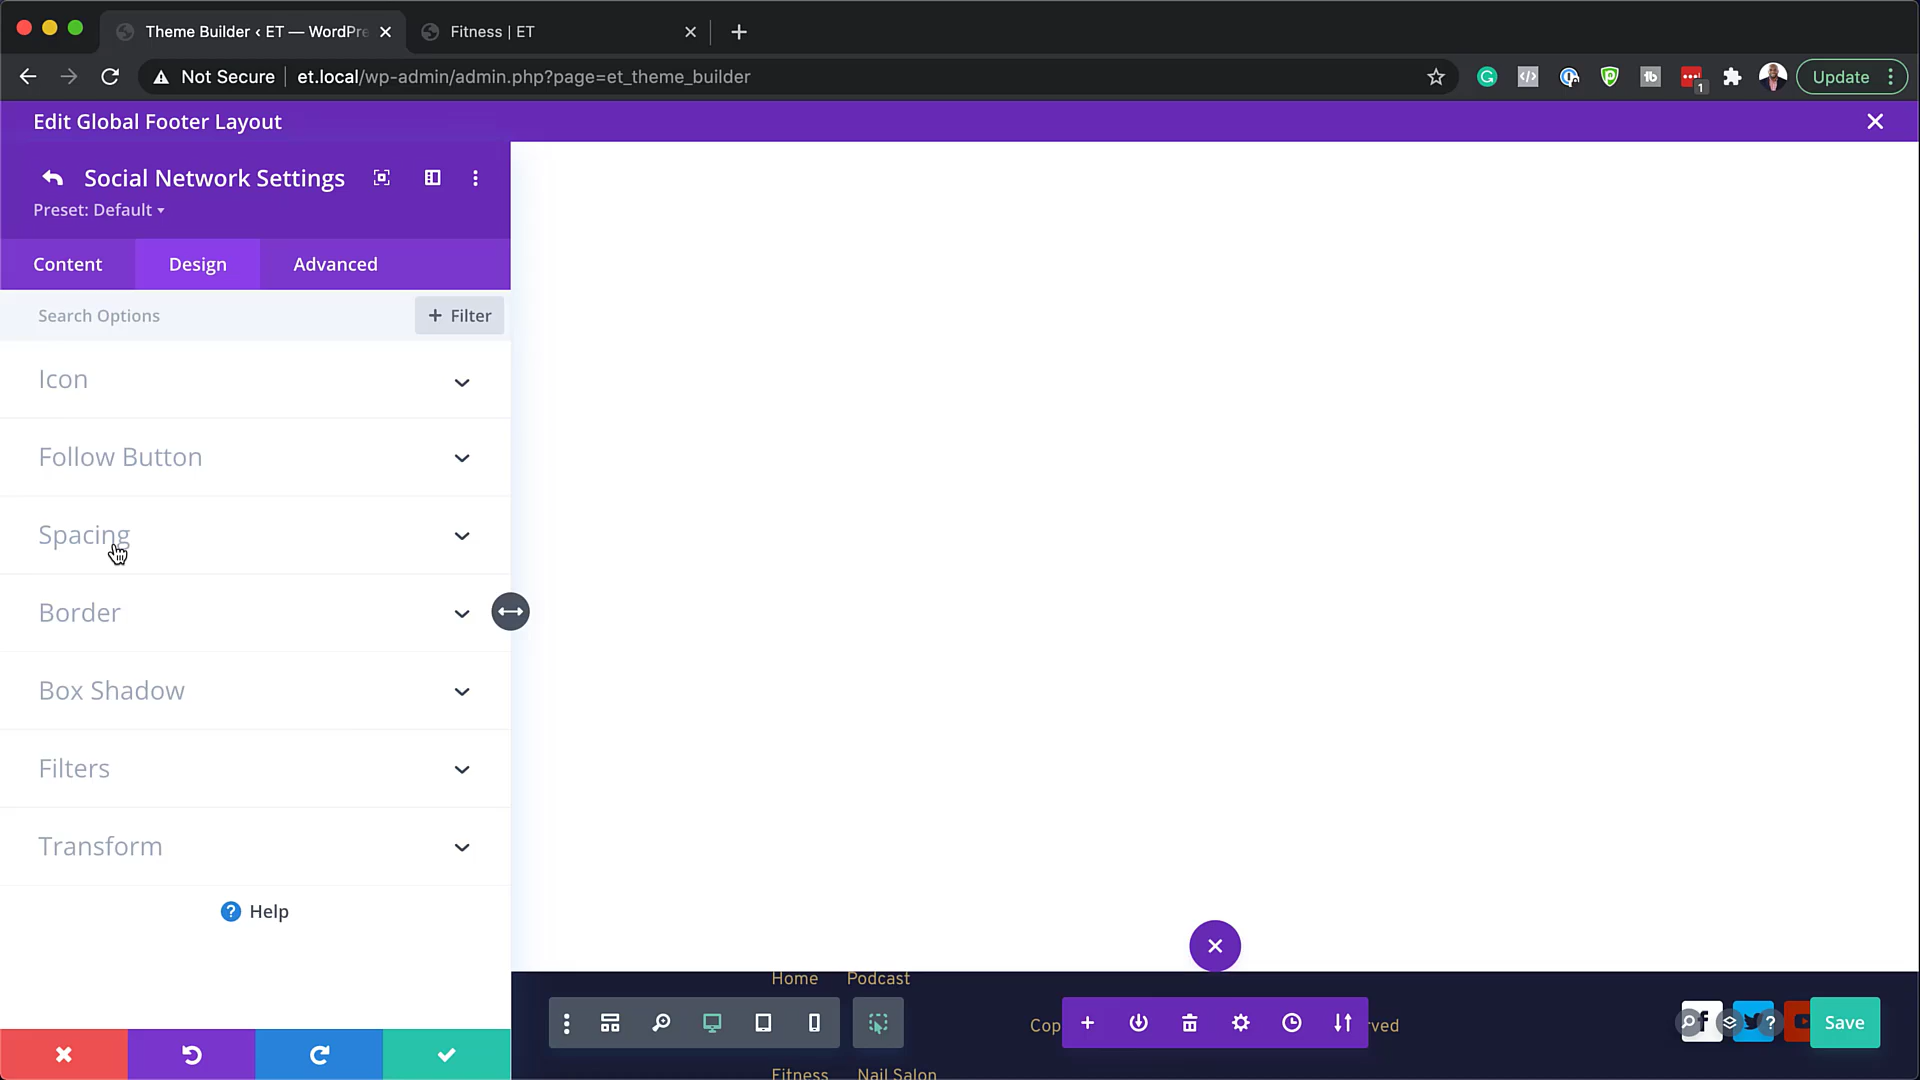 Theme Builder ‹ ET — WordPre
Fitness | ET
Not Secure
et.local/wp-admin/admin.php?page=et_theme_builder
1
Update
Edit Global Footer Layout
Social Network Settings
Preset: Default
Content
Design
Advanced
Search Options
+ Filter
Icon
Follow Button
Spacing
Border
Box Shadow
Filters
Transform
? Help
Home
Podcast
Cop
rved
Save
Fitness
Nail Salon